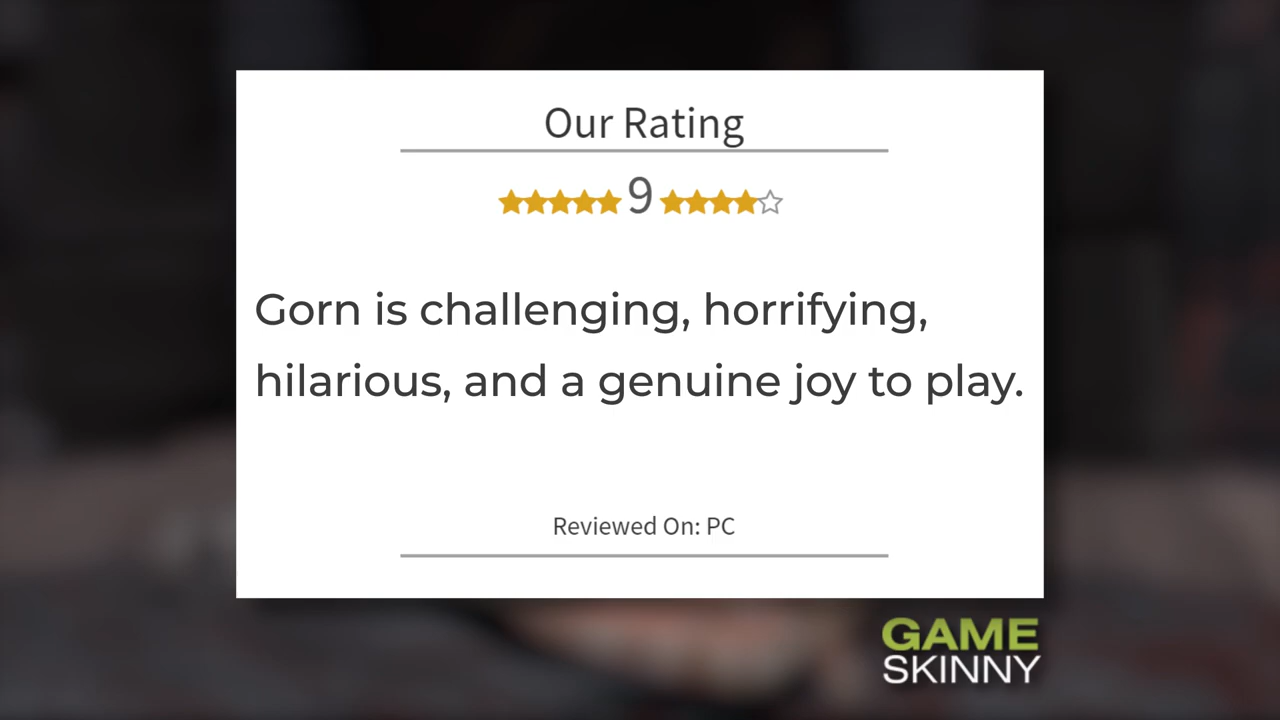 Our Rating
9
Gorn is challenging, horrifying,
hilarious, and a genuine joy to play.
Reviewed On: PC
GAME
SKINNY